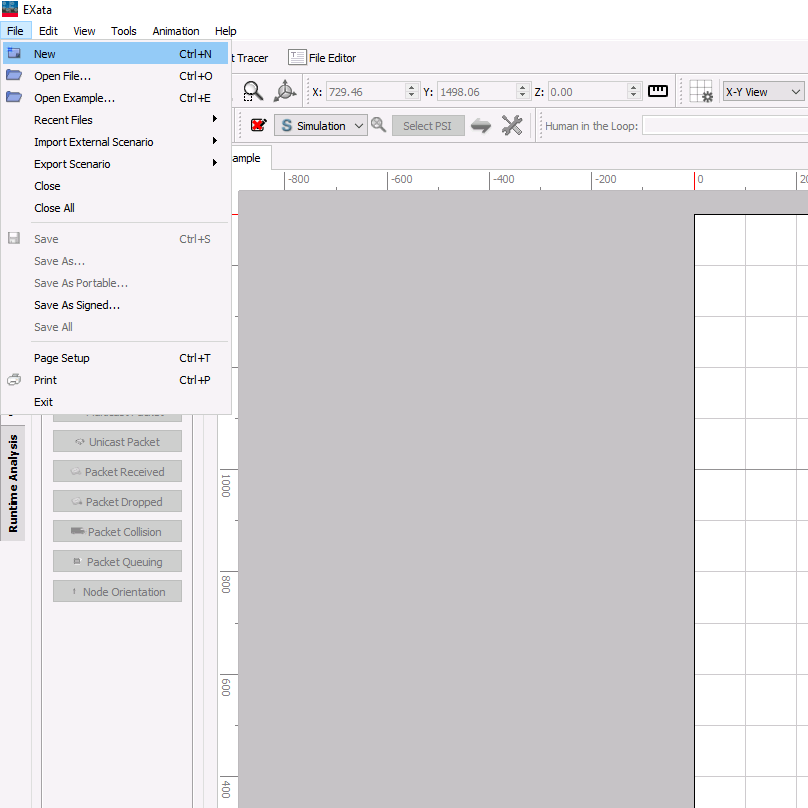 EXata
File Edit View Tools Animation Help
New Ctrl+N
Open File... Ctrl+O
Open Example... Ctrl+E
Recent Files
Import External Scenario
Export Scenario
Close
Close All
Save Ctrl+S
Save As...
Save As Portable...
Save As Signed...
Save All
Page Setup Ctrl+T
Print Ctrl+P
Exit
t Tracer File Editor
X: 729.46 Y: 1498.06 Z: 0.00 X-Y View
S Simulation Select PSI Human in the Loop:
ample
-800 -600 -400 -200 0 20
Unicast Packet
Packet Received
Packet Dropped
Packet Collision
Packet Queuing
Node Orientation
Runtime Analysis
1000
800
600
400